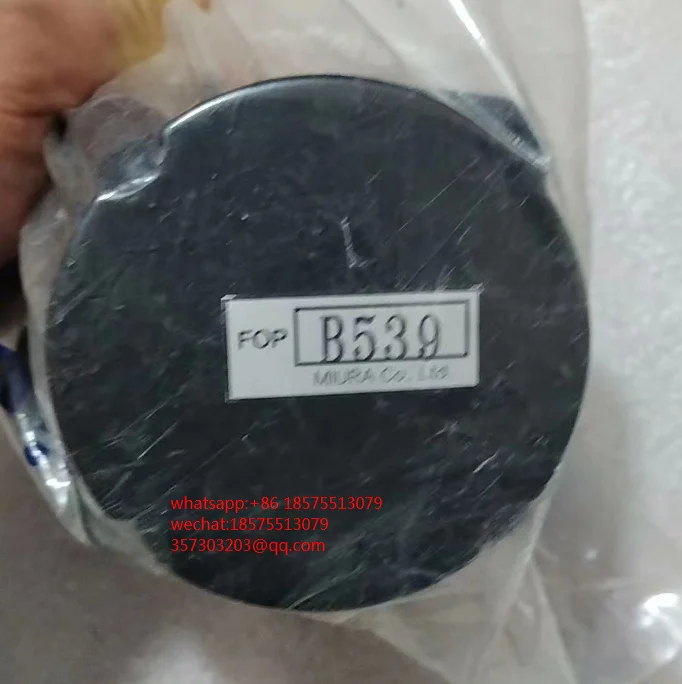 FOP B539
MIURA Co., Ltd
whatsapp:+86 18575513079
wechat:18575513079
357303203@qq.com